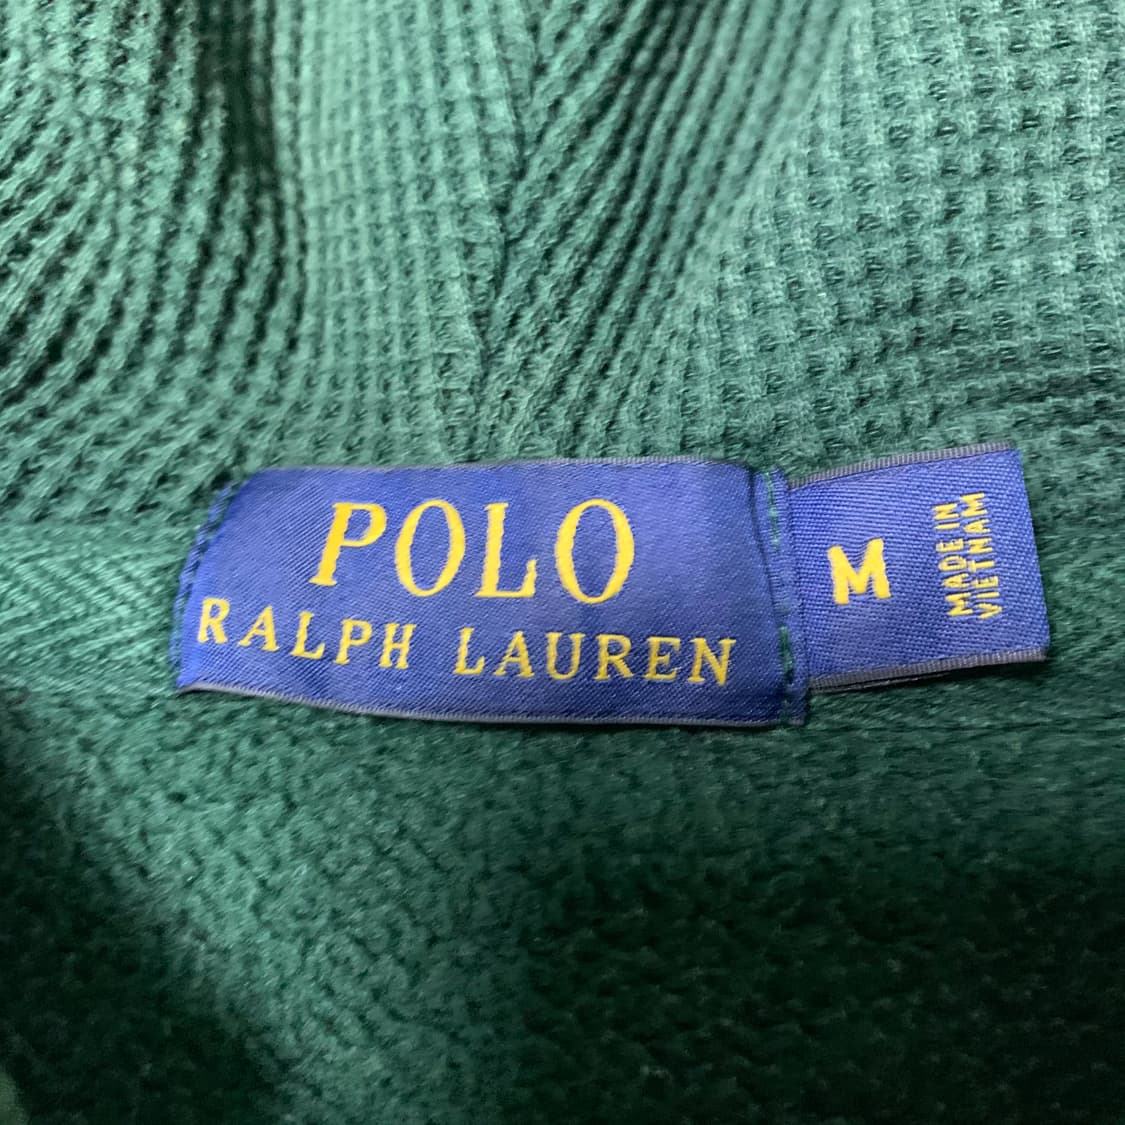 POLO
RALPH LAUREN
M
MADE IN
VIETNAM